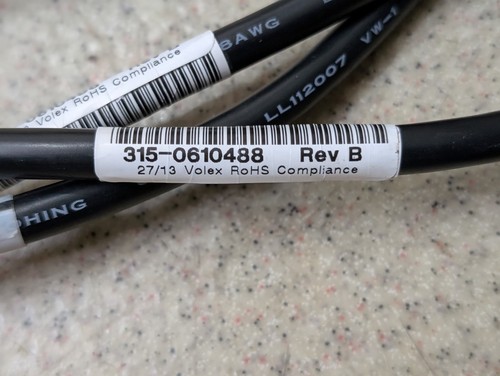 8AWG
VW-1
Volex RoHS Compliance
LL112007
315-0610488 Rev B
27/13 Volex RoHS Compliance
OHING